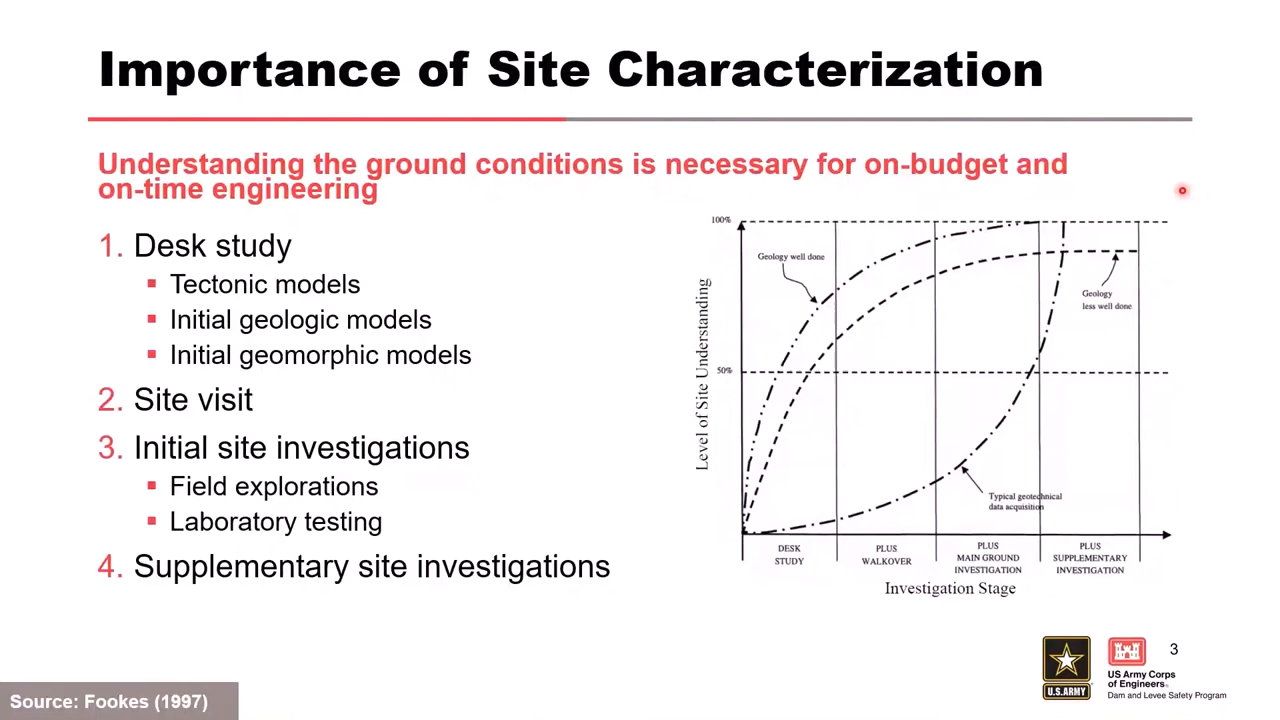 Importance of Site Characterization
Understanding the ground conditions is necessary for on-budget and
on-time engineering
1. Desk study
▪ Tectonic models
▪ Initial geologic models
▪ Initial geomorphic models
2. Site visit
3. Initial site investigations
▪ Field explorations
▪ Laboratory testing
4. Supplementary site investigations
100%
Geology well done
Geology
less well done
50%
Level of Site Understanding
Typical geotechnical
data acquisition
DESK
STUDY
PLUS
WALKOVER
PLUS
MAIN GROUND
INVESTIGATION
PLUS
SUPPLEMENTARY
INVESTIGATION
Investigation Stage
U.S.ARMY
US Army Corps
of Engineers®
Dam and Levee Safety Program
3
Source: Fookes (1997)